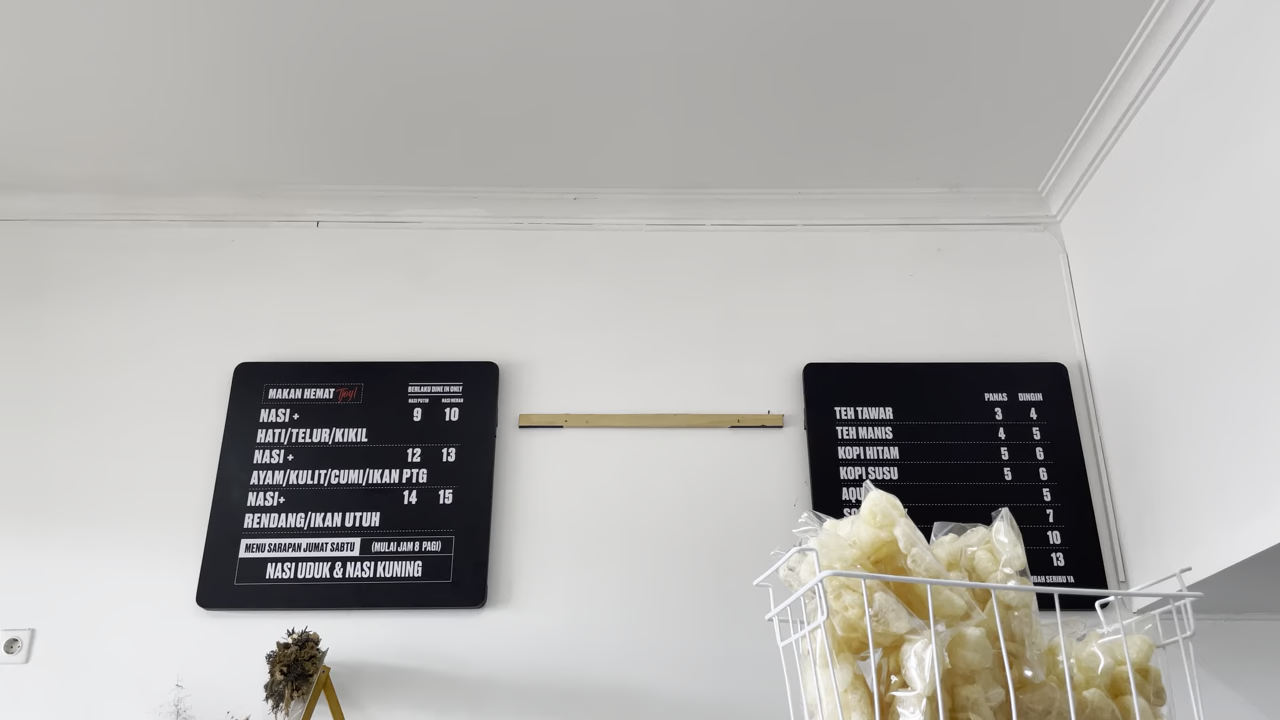 MAKAN HEMAT Tjoy!
BERLAKU DINE IN ONLY
NASI PUTIH NASI MERAH
NASI + 9 10
HATI/TELUR/KIKIL
NASI + 12 13
AYAM/KULIT/CUMI/IKAN PTG
NASI+ 14 15
RENDANG/IKAN UTUH
MENU SARAPAN JUMAT SABTU (MULAI JAM 8 PAGI)
NASI UDUK & NASI KUNING
PANAS DINGIN
TEH TAWAR 3 4
TEH MANIS 4 5
KOPI HITAM 5 6
KOPI SUSU 5 6
5
7
10
13
SERIBU YA